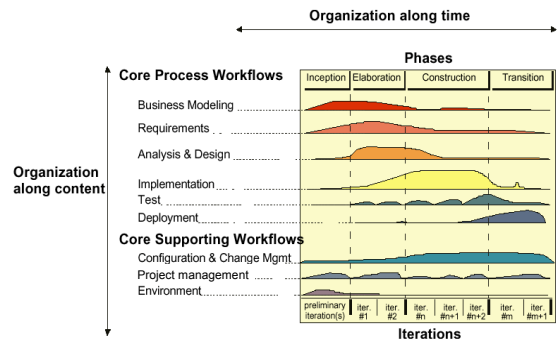 Organization along time
Phases
Core Process Workflows
Inception Elaboration Construction Transition
Business Modeling
Requirements
Analysis & Design
Organization
along content
Implementation
Test
Deployment
Core Supporting Workflows
Configuration & Change Mgmt
Project management
Environment
preliminary
iteration(s)
iter.
#1
iter.
#2
iter.
#n
iter.
#n+1
iter.
#n+2
iter.
#m
iter.
#m+1
Iterations